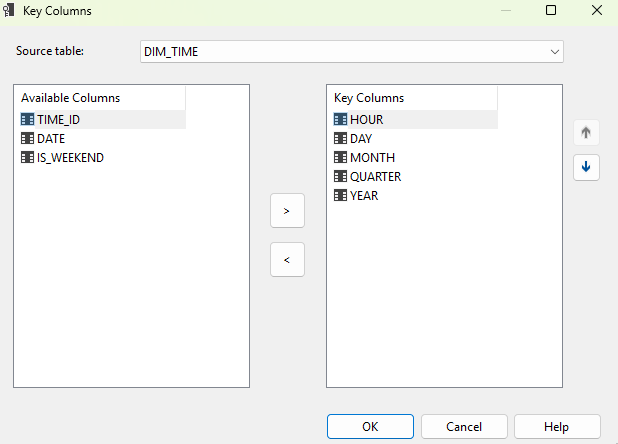 Key Columns
Source table:
DIM_TIME
Available Columns
TIME_ID
DATE
IS_WEEKEND
>
<
Key Columns
HOUR
DAY
MONTH
QUARTER
YEAR
OK
Cancel
Help